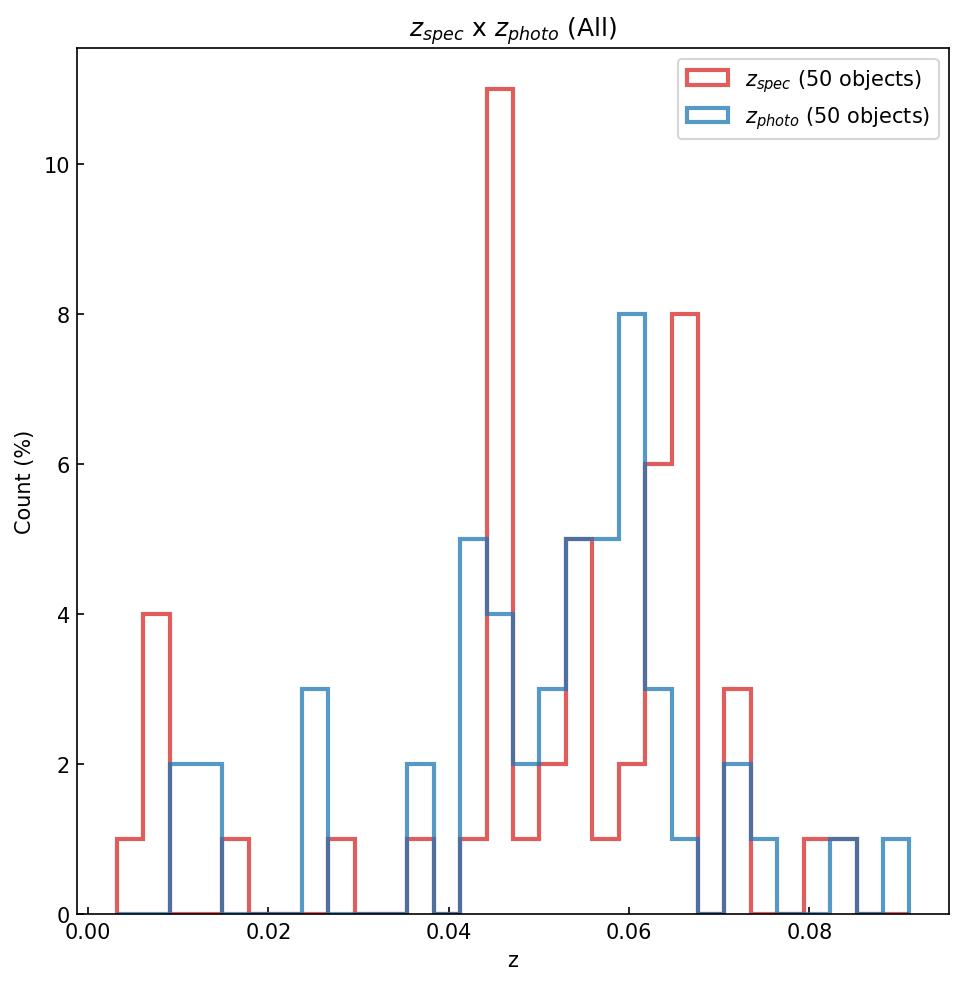 z_spec x z_photo (All)
z_spec (50 objects)
z_photo (50 objects)
Count (%)
10
8
6
4
2
0
0.00 0.02 0.04 0.06 0.08
z